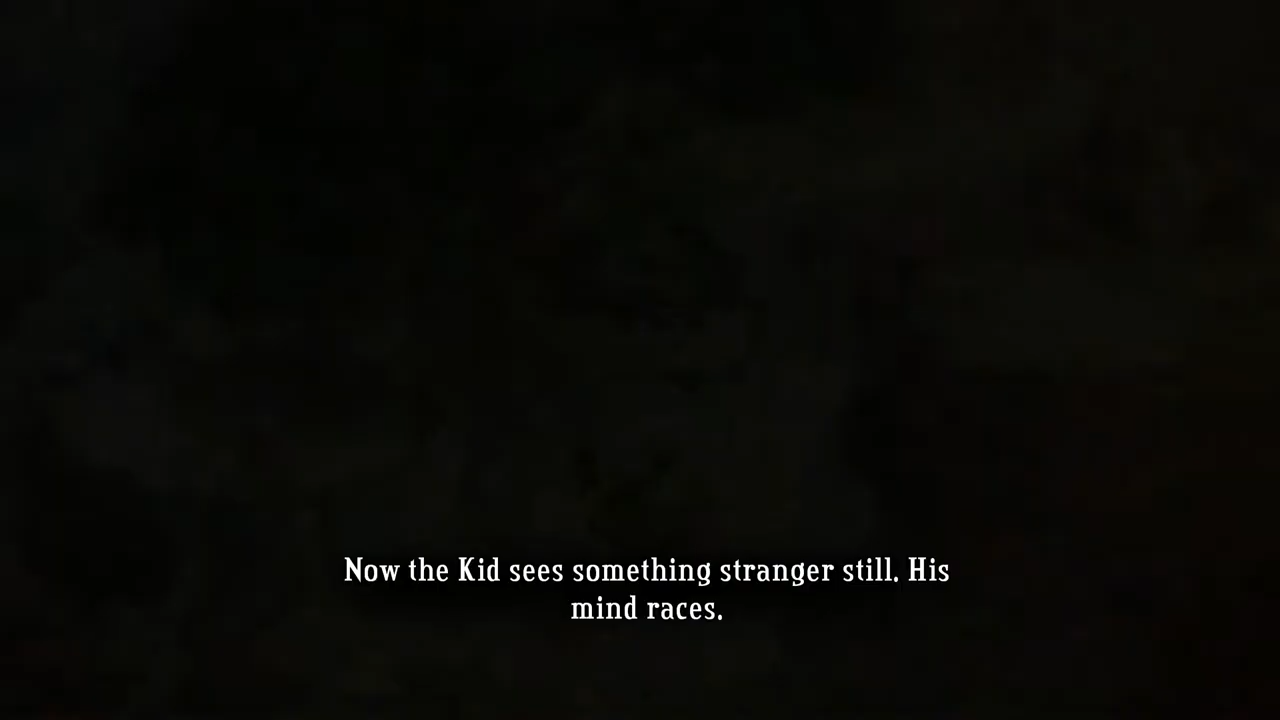 Now the Kid sees something stranger still. His
mind races.